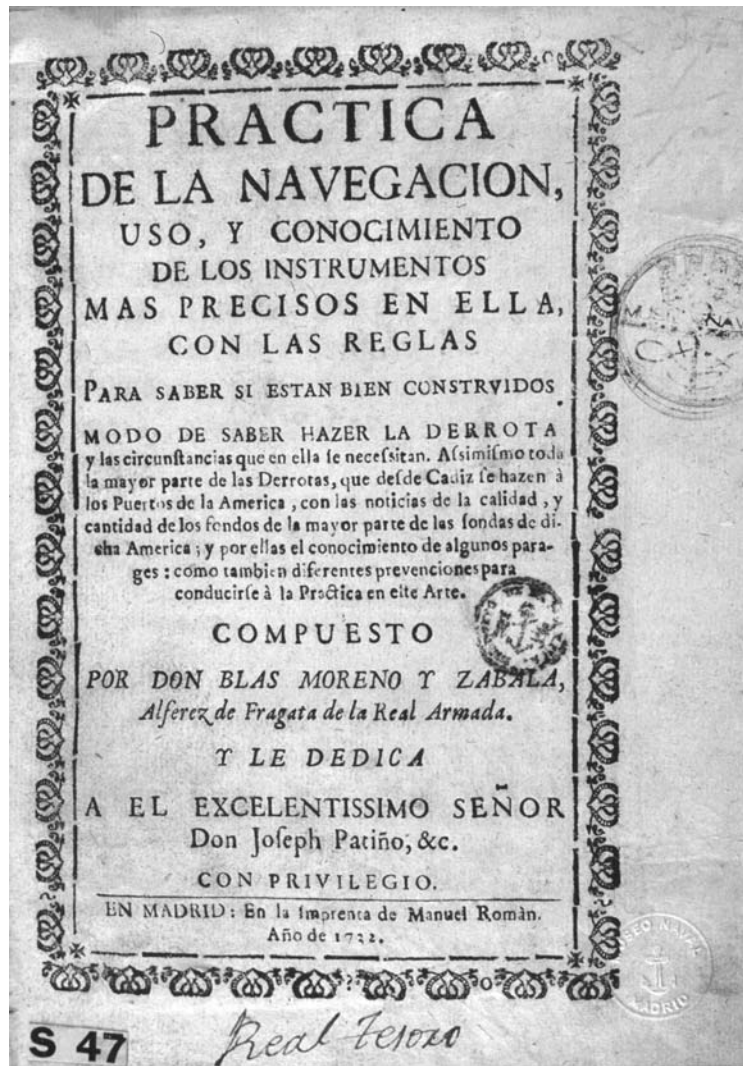 PRACTICA
DE LA NAVEGACION,
USO, Y CONOCIMIENTO
DE LOS INSTRUMENTOS
MAS PRECISOS EN ELLA,
CON LAS REGLAS
PARA SABER SI ESTAN BIEN CONSTRVIDOS.
MODO DE SABER HAZER LA DERROTA
y las circunſtancias que en ella ſe neceſsitan. Aſsimiſmo toda
la mayor parte de las Derrotas, que deſde Cadiz ſe hazen à
los Puertos de la America, con las noticias de la calidad, y
cantidad de los fondos de la mayor parte de las ſondas de di-
cha America; y por ellas el conocimiento de algunos para-
ges: como tambien diferentes prevenciones para
conducirſe à la Practica en eſte Arte.
COMPUESTO
POR DON BLAS MORENO Y ZABALA,
Alferez de Fragata de la Real Armada.
Y LE DEDICA
A EL EXCELENTISSIMO SEÑOR
Don Joſeph Patiño, &c.
CON PRIVILEGIO.
EN MADRID: En la Imprenta de Manuel Romàn.
Año de 1732.
MUSEO NAVAL
MADRID
S 47
Real Tesoro